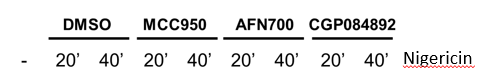 DMSO MCC950 AFN700 CGP084892
- 20’ 40’ 20’ 40’ 20’ 40’ 20’ 40’ Nigericin